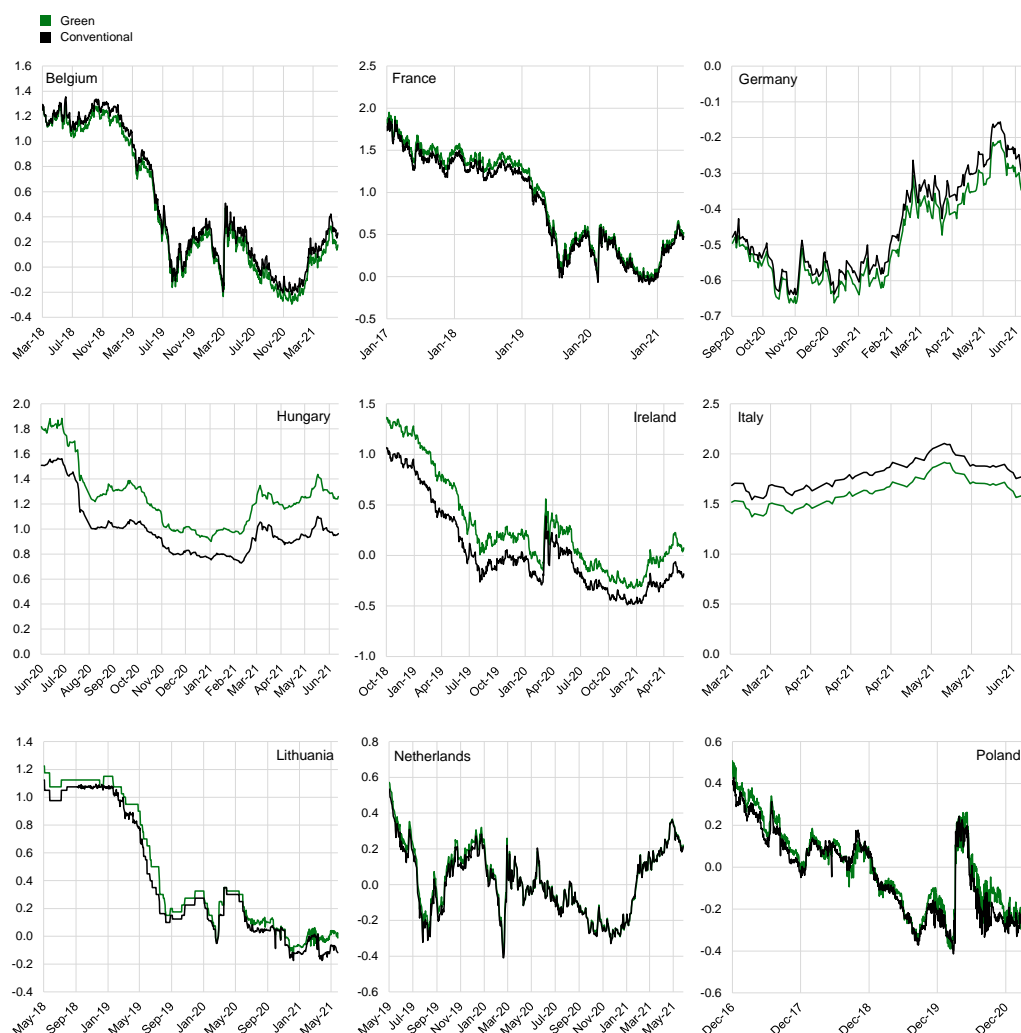 Green
Conventional
Belgium
1.6
1.4
1.2
1.0
0.8
0.6
0.4
0.2
0.0
-0.2
-0.4
Mar-18
Jul-18
Nov-18
Mar-19
Jul-19
Nov-19
Mar-20
Jul-20
Nov-20
Mar-21
France
2.5
2.0
1.5
1.0
0.5
0.0
-0.5
Jan-17
Jan-18
Jan-19
Jan-20
Jan-21
Germany
0.0
-0.1
-0.2
-0.3
-0.4
-0.5
-0.6
-0.7
Sep-20
Oct-20
Nov-20
Dec-20
Jan-21
Feb-21
Mar-21
Apr-21
May-21
Jun-21
Hungary
2.0
1.8
1.6
1.4
1.2
1.0
0.8
0.6
0.4
0.2
0.0
Jun-20
Jul-20
Aug-20
Sep-20
Oct-20
Nov-20
Dec-20
Jan-21
Feb-21
Mar-21
Apr-21
May-21
Jun-21
Ireland
1.5
1.0
0.5
0.0
-0.5
-1.0
Oct-18
Jan-19
Apr-19
Jul-19
Oct-19
Jan-20
Apr-20
Jul-20
Oct-20
Jan-21
Apr-21
Italy
2.5
2.0
1.5
1.0
0.5
0.0
Mar-21
Mar-21
Apr-21
Apr-21
Apr-21
May-21
May-21
Jun-21
Lithuania
1.4
1.2
1.0
0.8
0.6
0.4
0.2
0.0
-0.2
-0.4
May-18
Sep-18
Jan-19
May-19
Sep-19
Jan-20
May-20
Sep-20
Jan-21
May-21
Netherlands
0.8
0.6
0.4
0.2
0.0
-0.2
-0.4
-0.6
May-19
Jul-19
Sep-19
Nov-19
Jan-20
Mar-20
May-20
Jul-20
Sep-20
Nov-20
Jan-21
Mar-21
May-21
Poland
0.6
0.4
0.2
0.0
-0.2
-0.4
-0.6
Dec-16
Dec-17
Dec-18
Dec-19
Dec-20